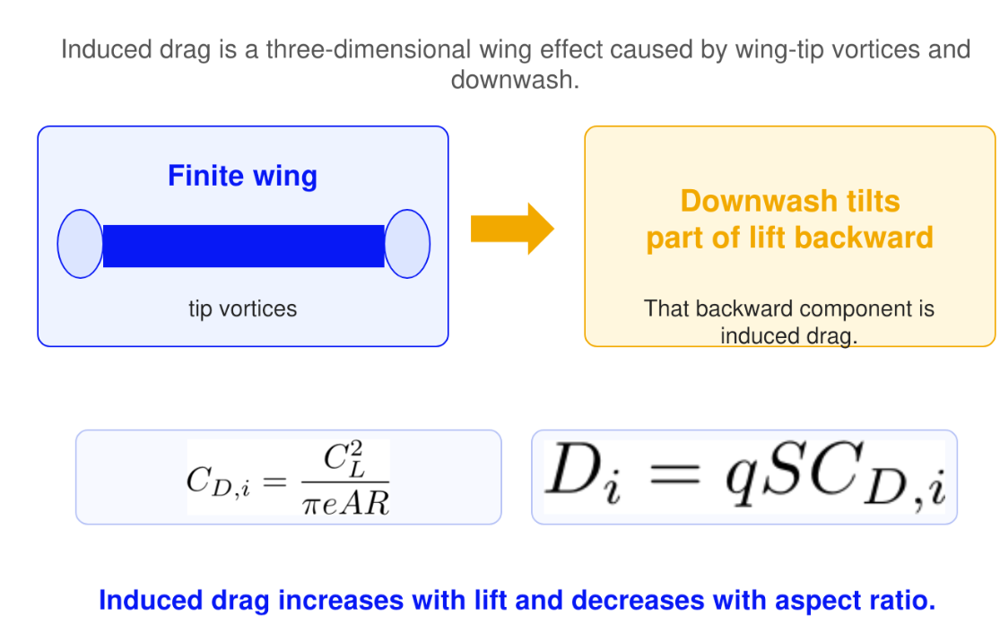 Induced drag is a three-dimensional wing effect caused by wing-tip vortices and
downwash.
Finite wing
tip vortices
Downwash tilts
part of lift backward
That backward component is
induced drag.
C_{D,i} = \frac{C_L^2}{\pi e AR}
D_i = qSC_{D,i}
Induced drag increases with lift and decreases with aspect ratio.